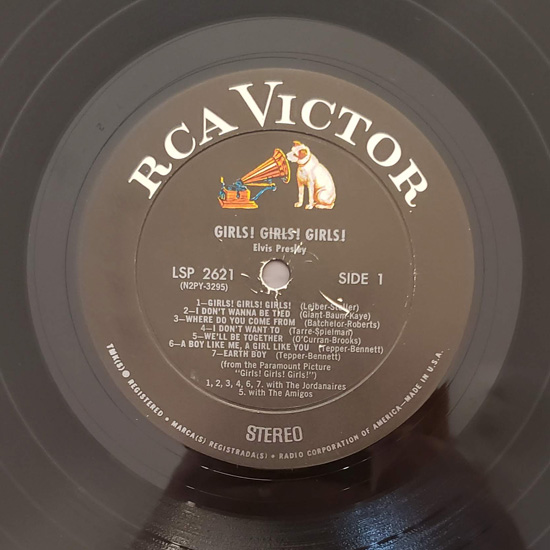 RCA VICTOR
GIRLS! GIRLS! GIRLS!
Elvis Presley
LSP 2621
SIDE 1
(N2PY-3295)
1—GIRLS! GIRLS! GIRLS! (Leiber-Stoller)
2—I DON'T WANNA BE TIED (Giant-Baum-Kaye)
3—WHERE DO YOU COME FROM (Batchelor-Roberts)
4—I DON'T WANT TO (Tarre-Spielman)
5—WE'LL BE TOGETHER (O'Curran-Brooks)
6—A BOY LIKE ME, A GIRL LIKE YOU (Tepper-Bennett)
7—EARTH BOY (Tepper-Bennett)
(from the Paramount Picture
"Girls! Girls! Girls!")
1, 2, 3, 4, 6, 7. with The Jordanaires
5. with The Amigos
STEREO
TMK(S) ® REGISTERED • MARCA(S) REGISTRADA(S) • RADIO CORPORATION OF AMERICA—MADE IN U.S.A.